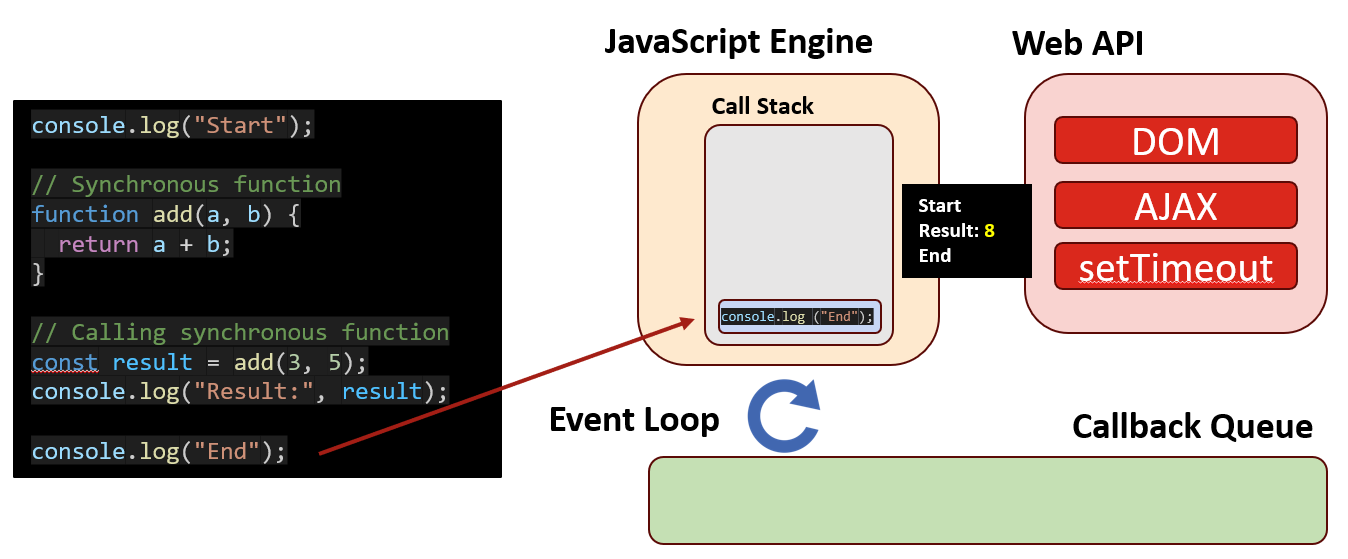 console.log("Start");
// Synchronous function
function add(a, b) {
  return a + b;
}
// Calling synchronous function
const result = add(3, 5);
console.log("Result:", result);
console.log("End");
JavaScript Engine
Call Stack
console.log ("End");
Start
Result: 8
End
Web API
DOM
AJAX
setTimeout
Event Loop
Callback Queue